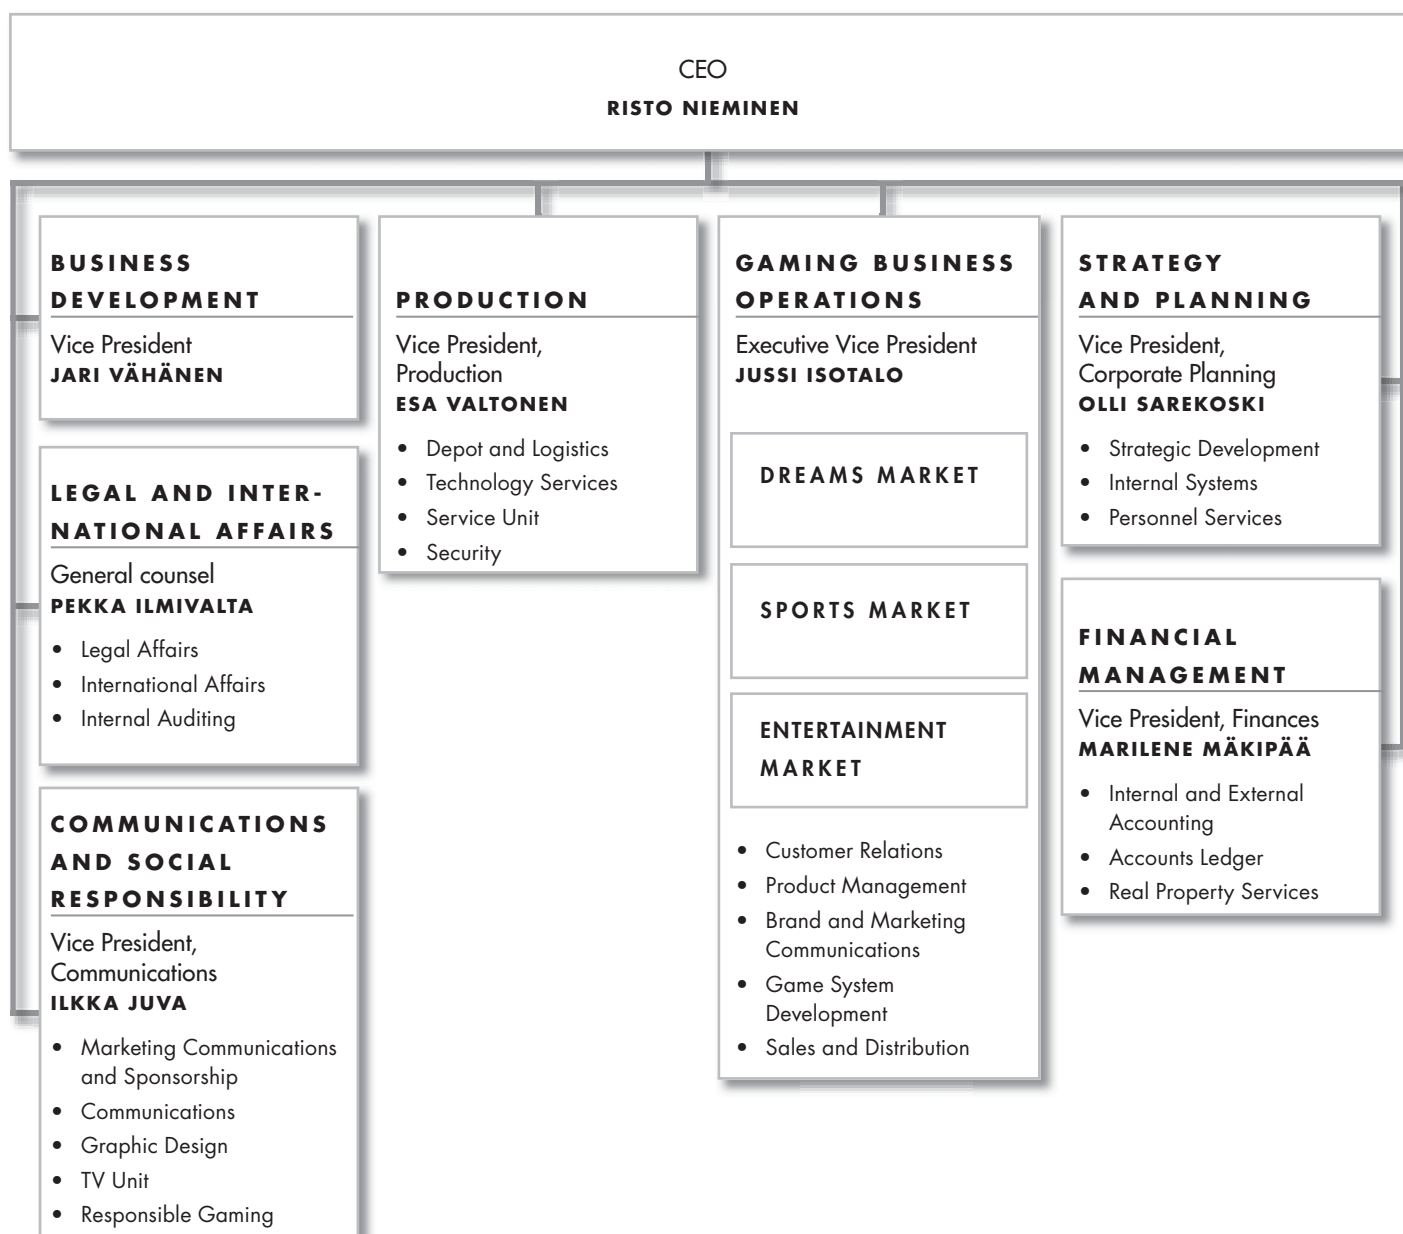 CEO
RISTO NIEMINEN
BUSINESS
DEVELOPMENT
Vice President
JARI VÄHÄNEN
LEGAL AND INTER-
NATIONAL AFFAIRS
General counsel
PEKKA ILMIVALTA
• Legal Affairs
• International Affairs
• Internal Auditing
COMMUNICATIONS
AND SOCIAL
RESPONSIBILITY
Vice President,
Communications
ILKKA JUVA
• Marketing Communications
and Sponsorship
• Communications
• Graphic Design
• TV Unit
• Responsible Gaming
PRODUCTION
Vice President,
Production
ESA VALTONEN
• Depot and Logistics
• Technology Services
• Service Unit
• Security
GAMING BUSINESS
OPERATIONS
Executive Vice President
JUSSI ISOTALO
DREAMS MARKET
SPORTS MARKET
ENTERTAINMENT
MARKET
• Customer Relations
• Product Management
• Brand and Marketing
Communications
• Game System
Development
• Sales and Distribution
STRATEGY
AND PLANNING
Vice President,
Corporate Planning
OLLI SAREKOSKI
• Strategic Development
• Internal Systems
• Personnel Services
FINANCIAL
MANAGEMENT
Vice President, Finances
MARILENE MÄKIPÄÄ
• Internal and External
Accounting
• Accounts Ledger
• Real Property Services